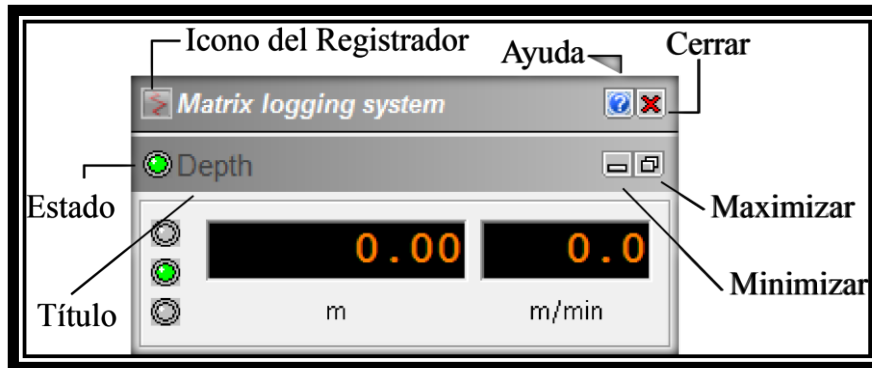 Icono del Registrador
Ayuda
Cerrar
Matrix logging system
Depth
Estado
Maximizar
0.00
0.0
Minimizar
Título
m
m/min